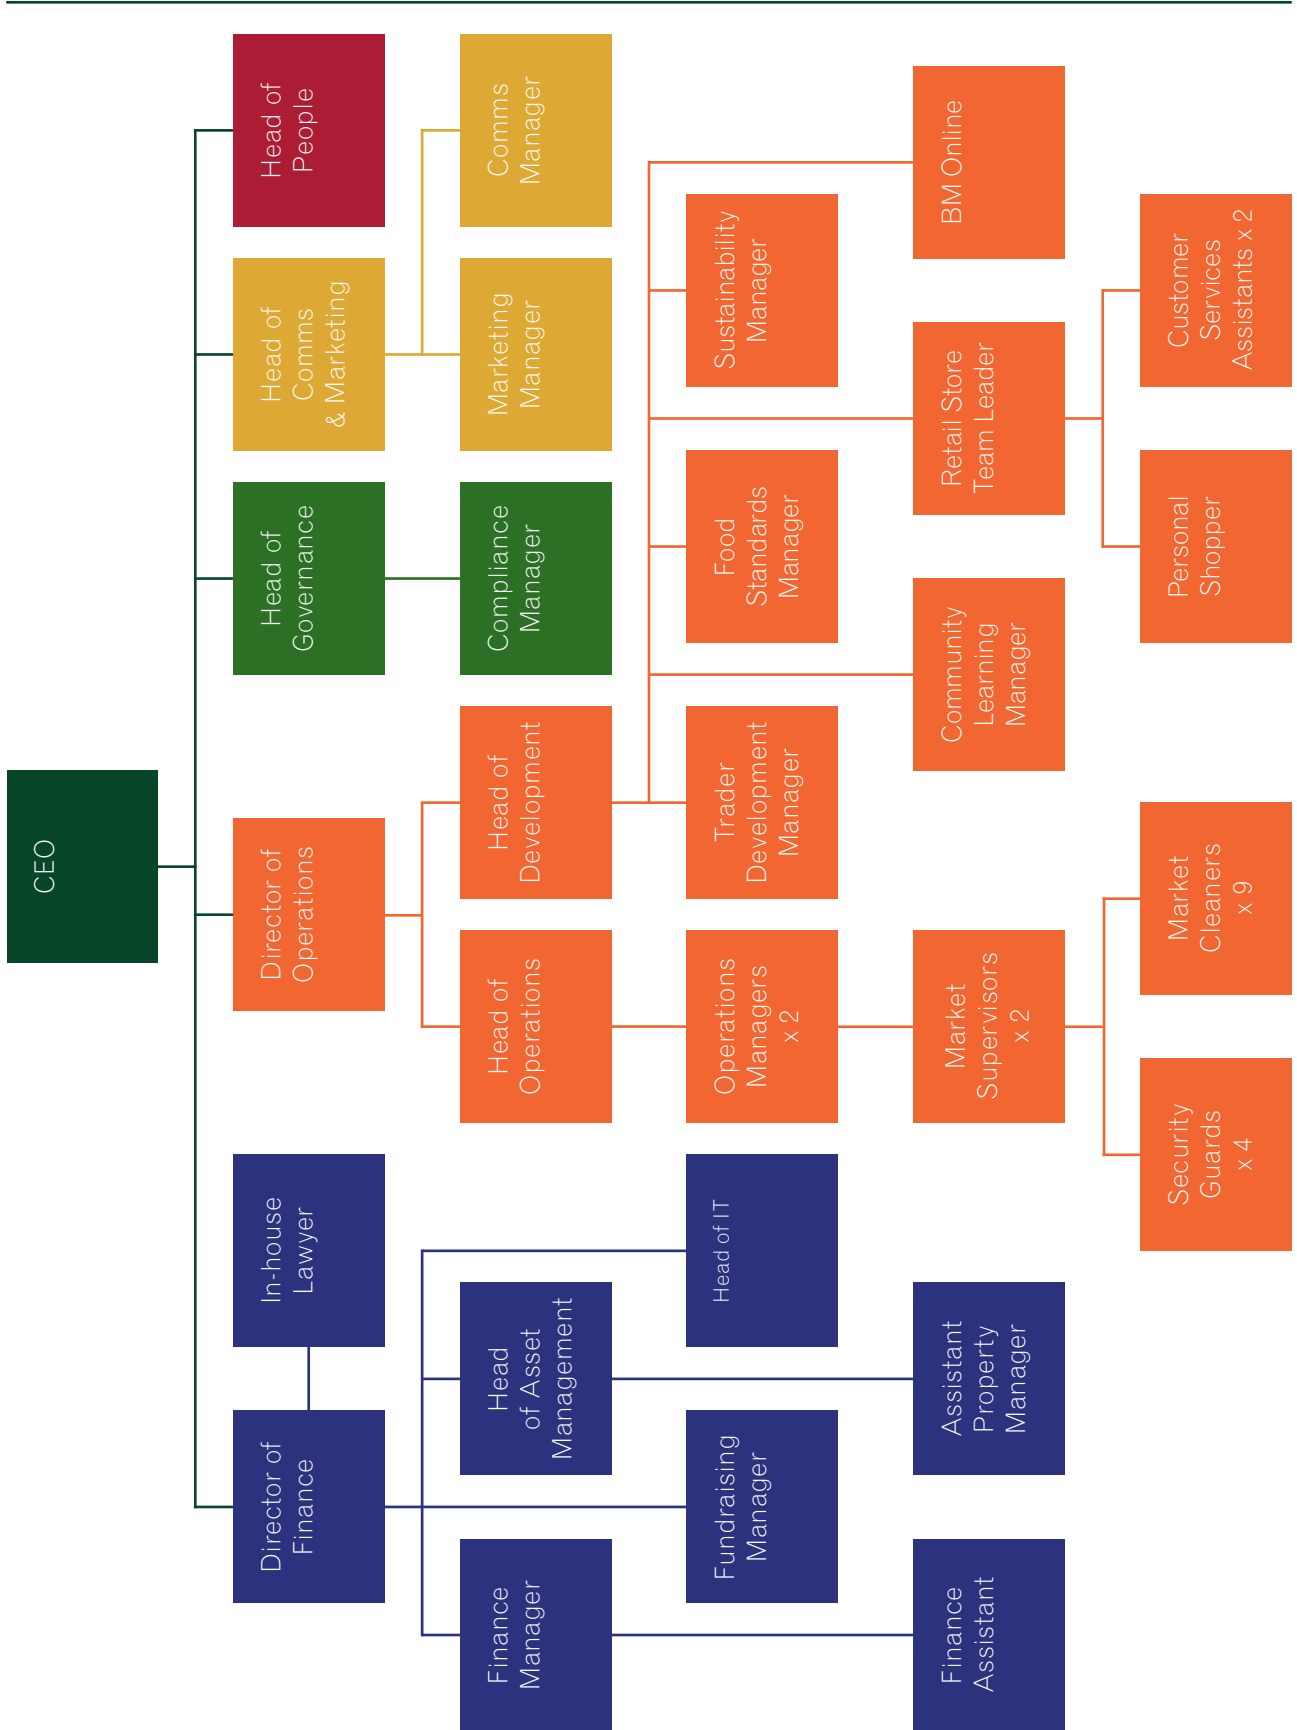 CEO
Director of
Finance
In-house
Lawyer
Director of
Operations
Head of
Governance
Head of
Comms
& Marketing
Head of
People
Finance
Manager
Head
of Asset
Management
Head of
Operations
Head of
Development
Compliance
Manager
Marketing
Manager
Comms
Manager
Fundraising
Manager
Head of IT
Operations
Managers
x 2
Trader
Development
Manager
Food
Standards
Manager
Sustainability
Manager
Finance
Assistant
Assistant
Property
Manager
Market
Supervisors
x 2
Community
Learning
Manager
Retail Store
Team Leader
BM Online
Security
Guards
x 4
Market
Cleaners
x 9
Personal
Shopper
Customer
Services
Assistants x 2